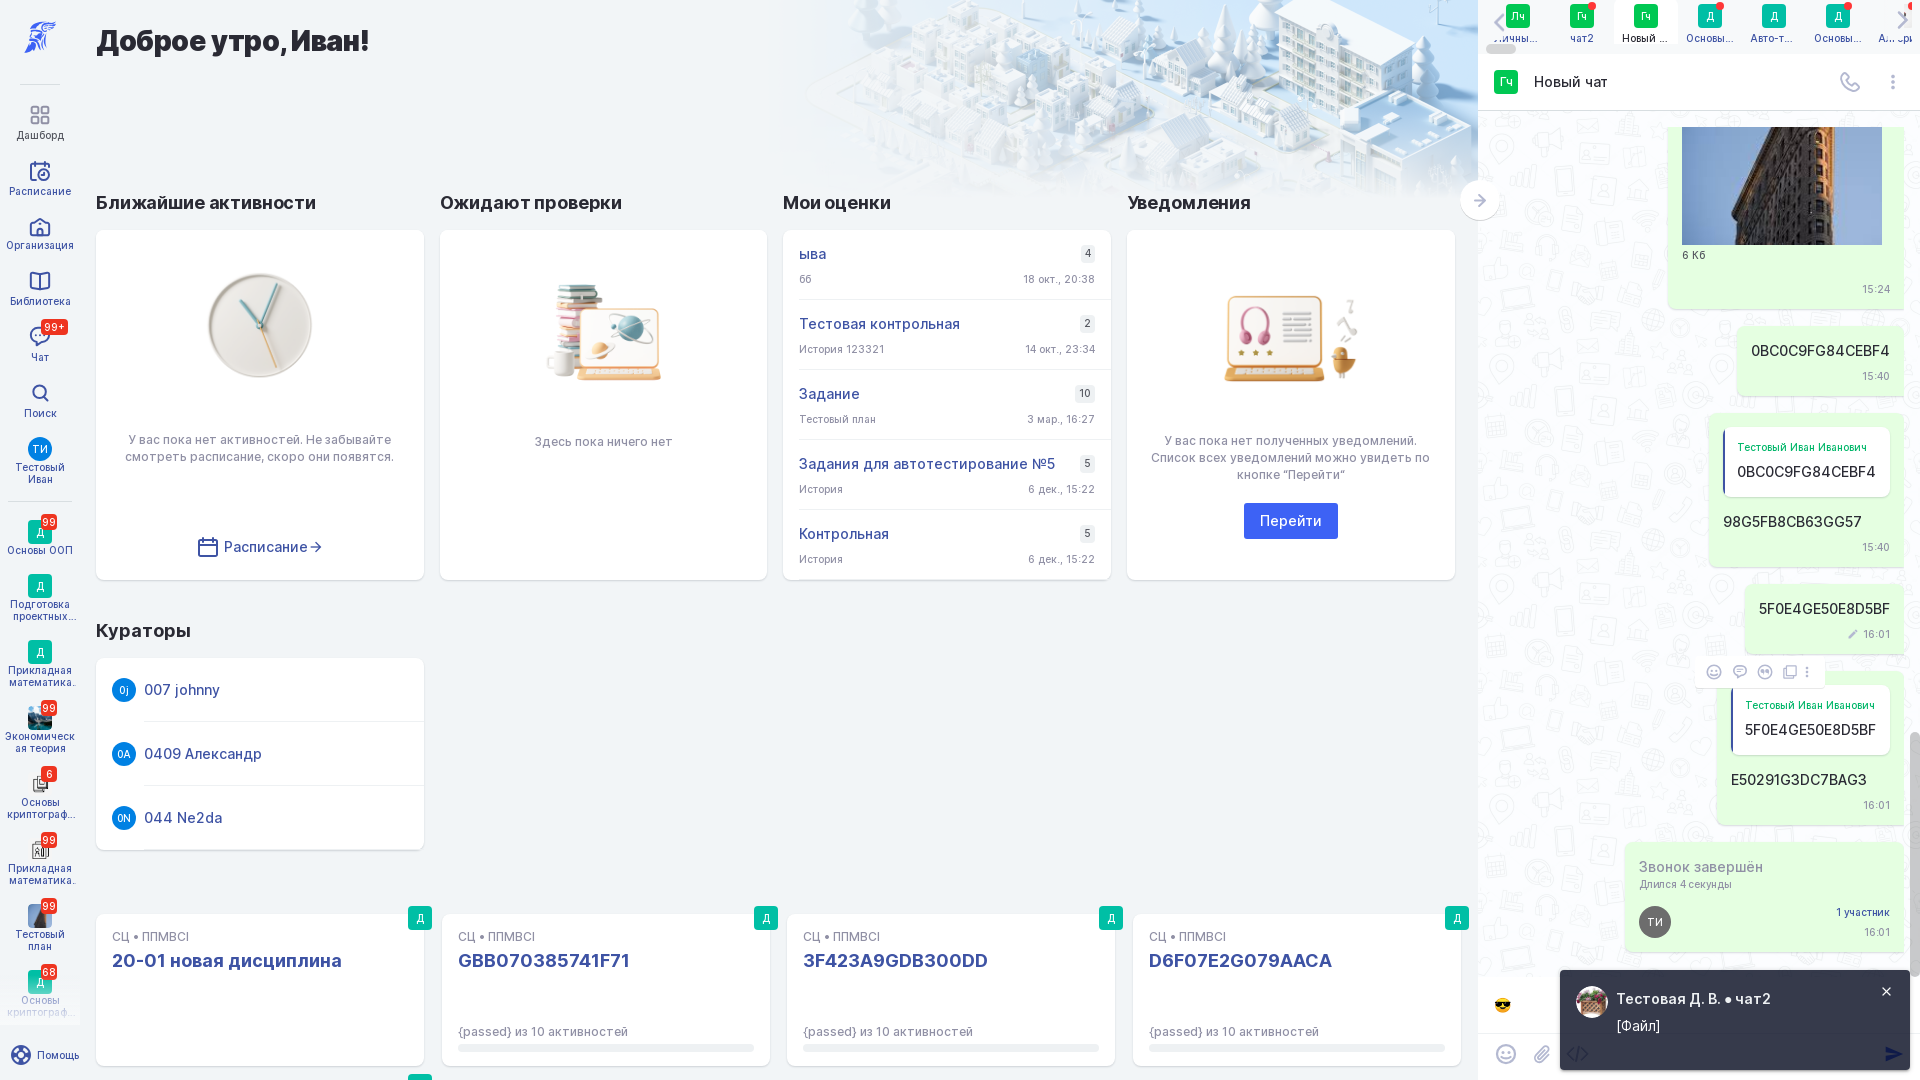 Доброе утро, Иван!
Дашборд
Расписание
Организация
Библиотека
99+
Чат
Поиск
ТИ
Тестовый
Иван
99
Д
Основы ООП
Д
Подготовка
проектных...
Д
Прикладная
математика.
99
Экономическ
ая теория
6
Основы
криптограф...
99
Прикладная
математика.
99
Тестовый
план
68
Д
Основы
криптограф...
Помощь
Ближайшие активности
У вас пока нет активностей. Не забывайте
смотреть расписание, скоро они появятся.
Расписание
Ожидают проверки
Здесь пока ничего нет
Мои оценки
ыва 4
бб 18 окт., 20:38
Тестовая контрольная 2
История 123321 14 окт., 23:34
Задание 10
Тестовый план 3 мар., 16:27
Задания для автотестирование №5 5
История 6 дек., 15:22
Контрольная 5
История 6 дек., 15:22
Уведомления
У вас пока нет полученных уведомлений.
Список всех уведомлений можно увидеть по
кнопке “Перейти”
Перейти
Кураторы
0j 007 johnny
0А 0409 Александр
0N 044 Ne2da
Д
СЦ • ППМВCI
20-01 новая дисциплина
Д
СЦ • ППМВCI
GBB070385741F71
{passed} из 10 активностей
Д
СЦ • ППМВCI
3F423A9GDB300DD
{passed} из 10 активностей
Д
СЦ • ППМВCI
D6F07E2G079AACA
{passed} из 10 активностей
Лч Гч Гч Д Д Д
чат2 Новый ... Основы... Авто-т... Основы...
Гч Новый чат
6 Кб
15:24
0BC0C9FG84CEBF4
15:40
Тестовый Иван Иванович
0BC0C9FG84CEBF4
98G5FB8CB63GG57
15:40
5F0E4GE50E8D5BF
16:01
Тестовый Иван Иванович
5F0E4GE50E8D5BF
E50291G3DC7BAG3
16:01
Звонок завершён
Длился 4 секунды
ТИ
1 участник
16:01
Тестовая Д. В. ● чат2
[Файл]